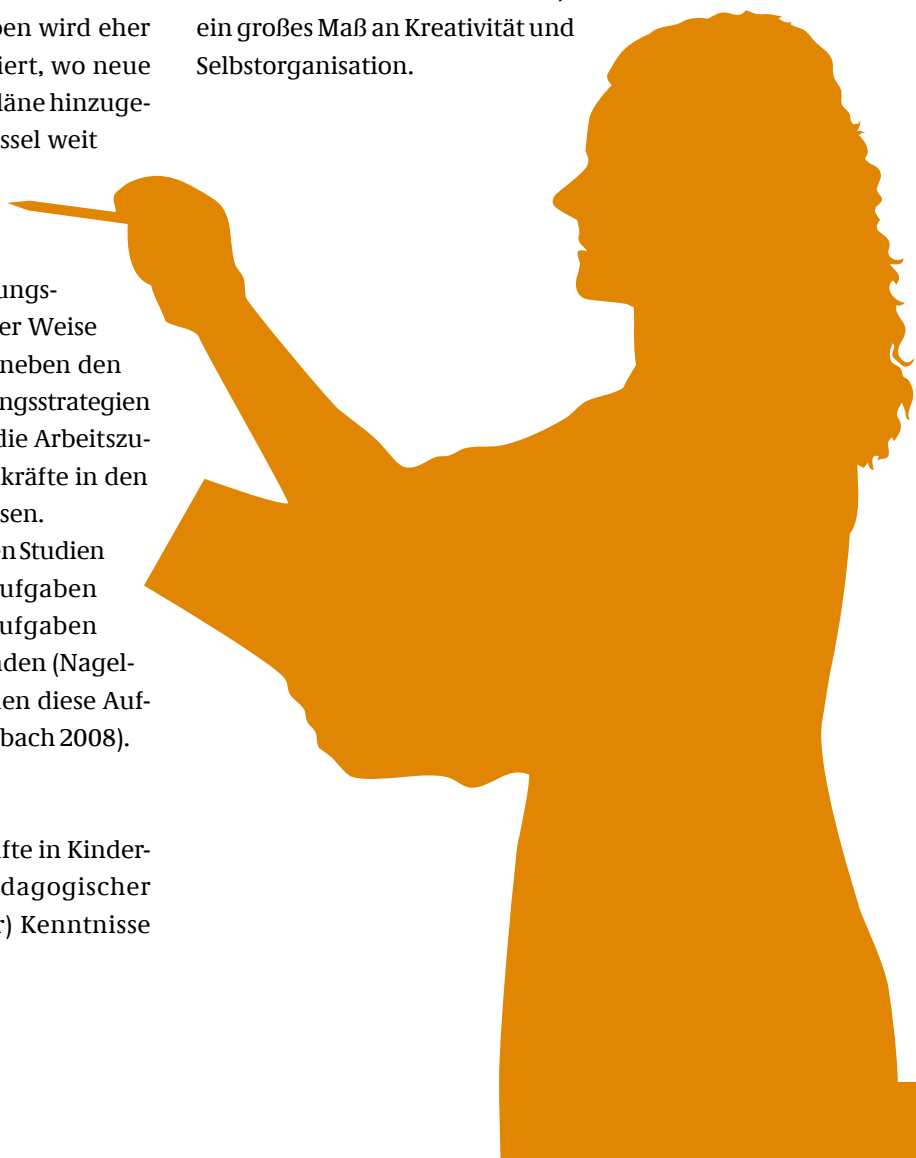 ben wird eher
iert, wo neue
läne hinzuge-
ssel weit
ungs-
er Weise
neben den
ngsstrategien
die Arbeitszu-
kräfte in den
sen.
en Studien
ufgaben
ufgaben
nden (Nagel-
en diese Auf-
bach 2008).
fte in Kinder-
dagogischer
r) Kenntnisse
ein großes Maß an Kreativität und
Selbstorganisation.